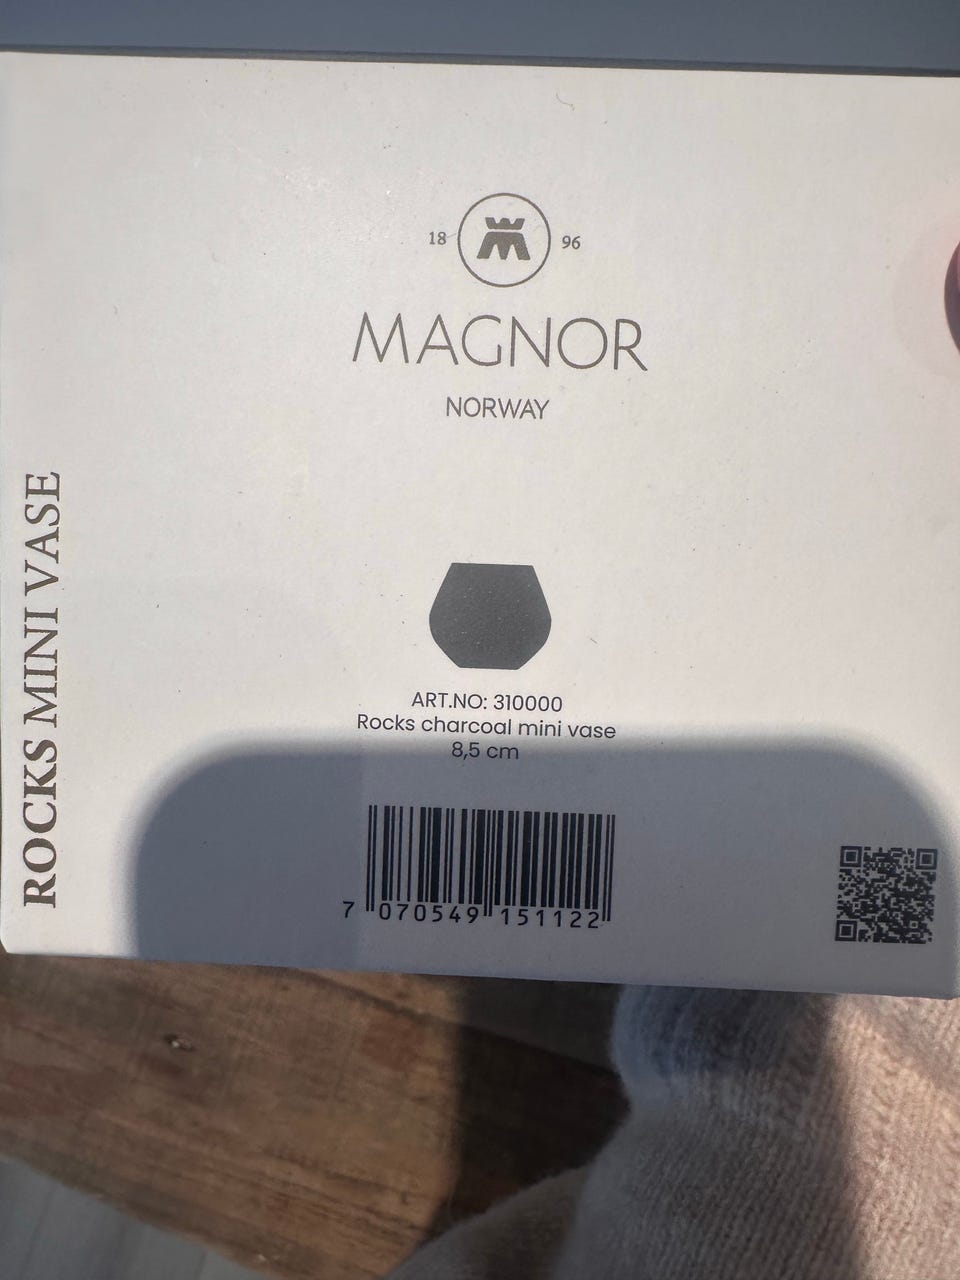 18 96
MAGNOR
NORWAY
ROCKS MINI VASE
ART.NO: 310000
Rocks charcoal mini vase
8,5 cm
7 070549 151122